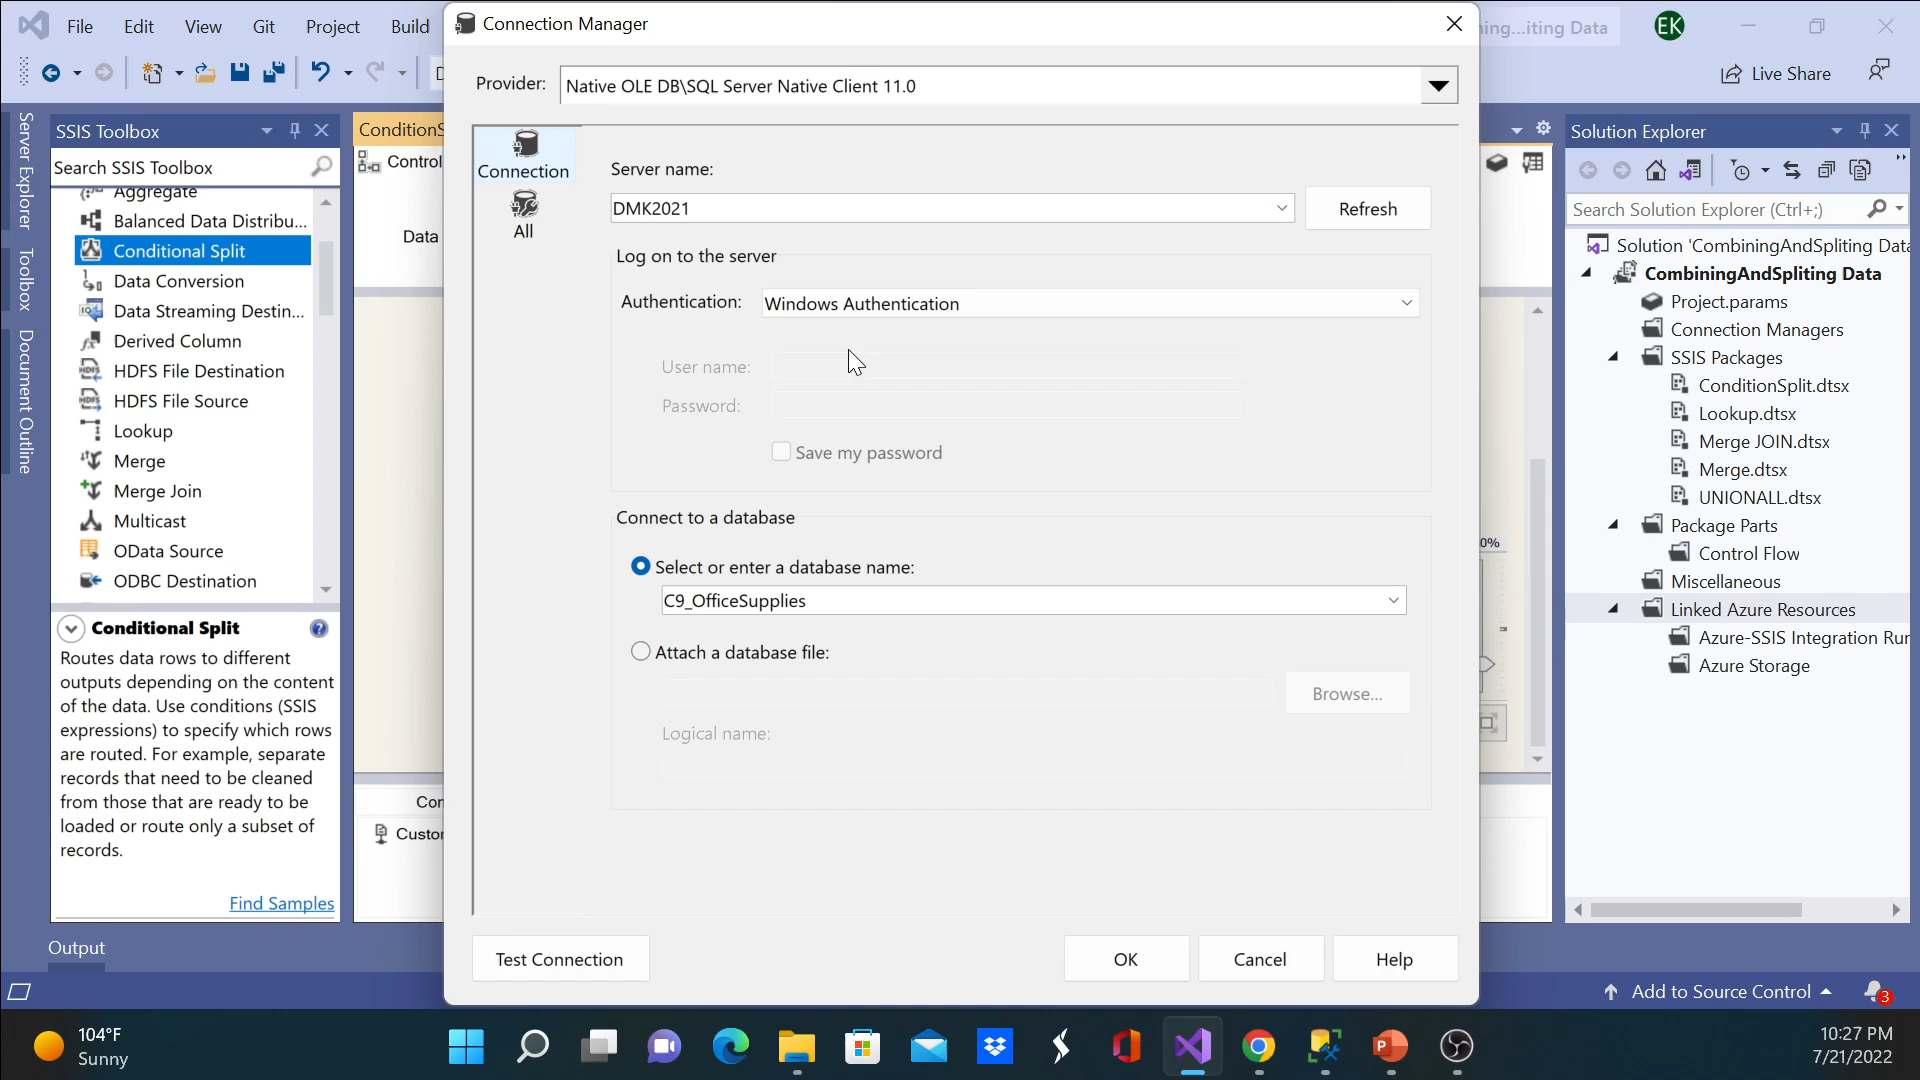 File Edit View Git Project Build
Connection Manager
ing...iting Data
EK
Live Share
Provider: Native OLE DB\SQL Server Native Client 11.0
Server Explorer
Toolbox
Document Outline
SSIS Toolbox
Search SSIS Toolbox
Aggregate
Balanced Data Distribu...
Conditional Split
Data Conversion
Data Streaming Destin...
Derived Column
HDFS File Destination
HDFS File Source
Lookup
Merge
Merge Join
Multicast
OData Source
ODBC Destination
Conditional Split
Routes data rows to different
outputs depending on the content
of the data. Use conditions (SSIS
expressions) to specify which rows
are routed. For example, separate
records that need to be cleaned
from those that are ready to be
loaded or route only a subset of
records.
Find Samples
Output
ConditionS
Control
Data
Con
Custor
Connection
All
Server name:
DMK2021
Refresh
Log on to the server
Authentication: Windows Authentication
User name:
Password:
Save my password
Connect to a database
Select or enter a database name:
C9_OfficeSupplies
Attach a database file:
Browse...
Logical name:
Test Connection
OK
Cancel
Help
0%
Solution Explorer
Search Solution Explorer (Ctrl+;)
Solution 'CombiningAndSpliting Data
CombiningAndSpliting Data
Project.params
Connection Managers
SSIS Packages
ConditionSplit.dtsx
Lookup.dtsx
Merge JOIN.dtsx
Merge.dtsx
UNIONALL.dtsx
Package Parts
Control Flow
Miscellaneous
Linked Azure Resources
Azure-SSIS Integration Rur
Azure Storage
Add to Source Control
3
104°F
Sunny
10:27 PM
7/21/2022